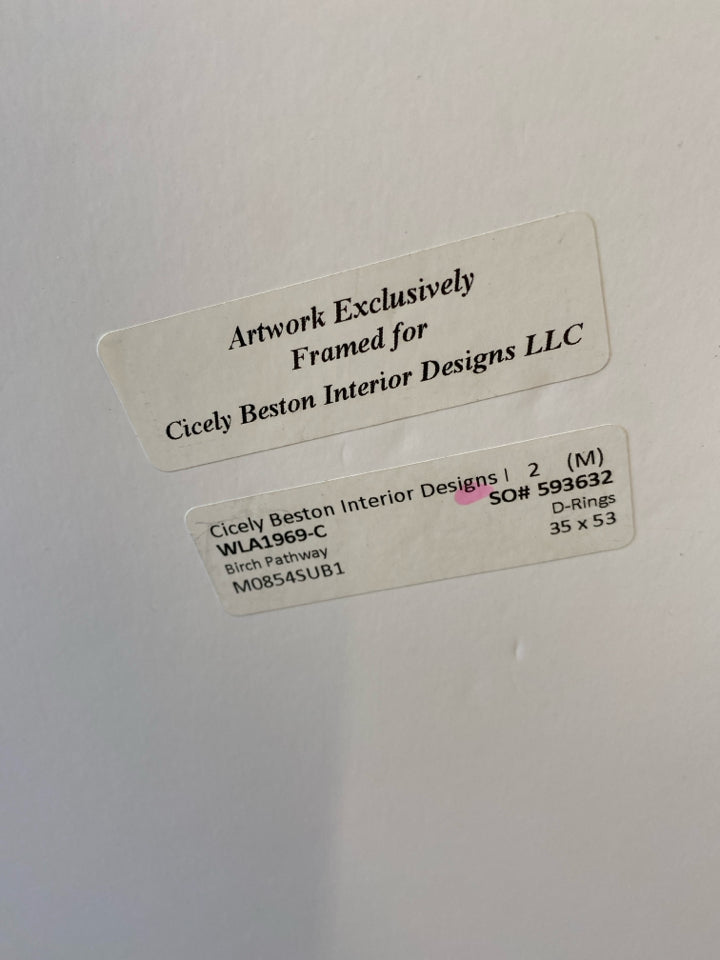 Artwork Exclusively
Framed for
Cicely Beston Interior Designs LLC
Cicely Beston Interior Designs | 2 (M)
WLA1969-C SO# 593632
Birch Pathway D-Rings
M0854SUB1 35 x 53